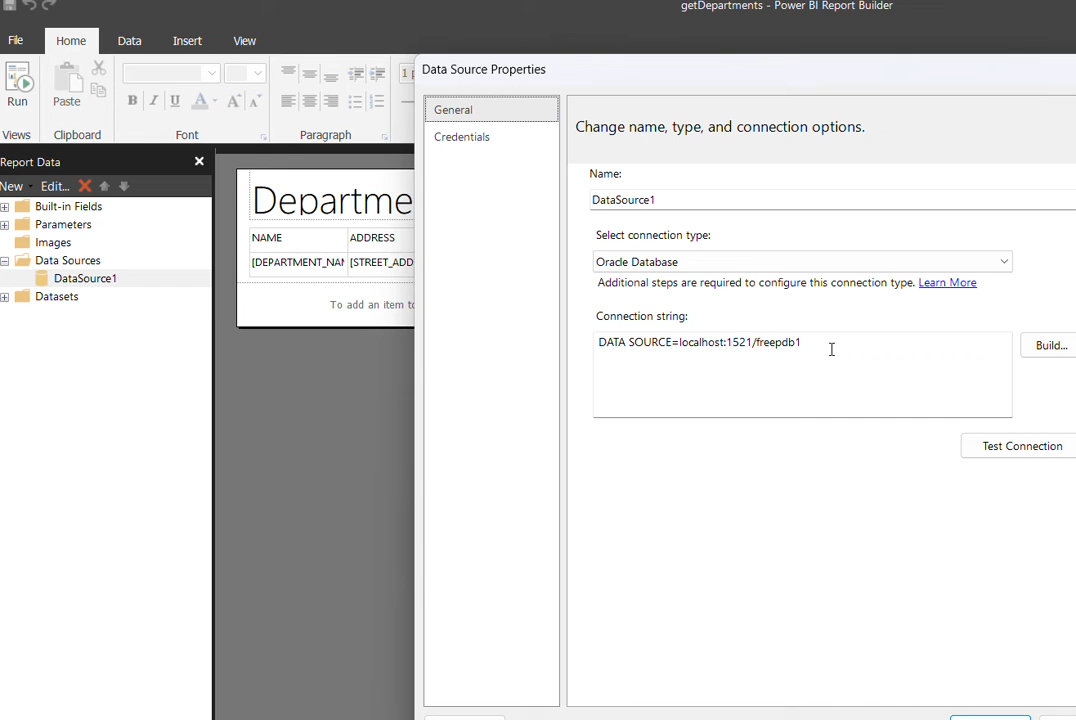 getDepartments - Power BI Report Builder
File Home Data Insert View
Run Paste
B I U A A A
Views Clipboard Font Paragraph
Data Source Properties
Report Data
New Edit...
Built-in Fields
Parameters
Images
Data Sources
DataSource1
Datasets
Departme
NAME ADDRESS
[DEPARTMENT_NAM [STREET_ADD
To add an item to
General
Credentials
Change name, type, and connection options.
Name:
DataSource1
Select connection type:
Oracle Database
Additional steps are required to configure this connection type. Learn More
Connection string:
DATA SOURCE=localhost:1521/freepdb1
Build...
Test Connection